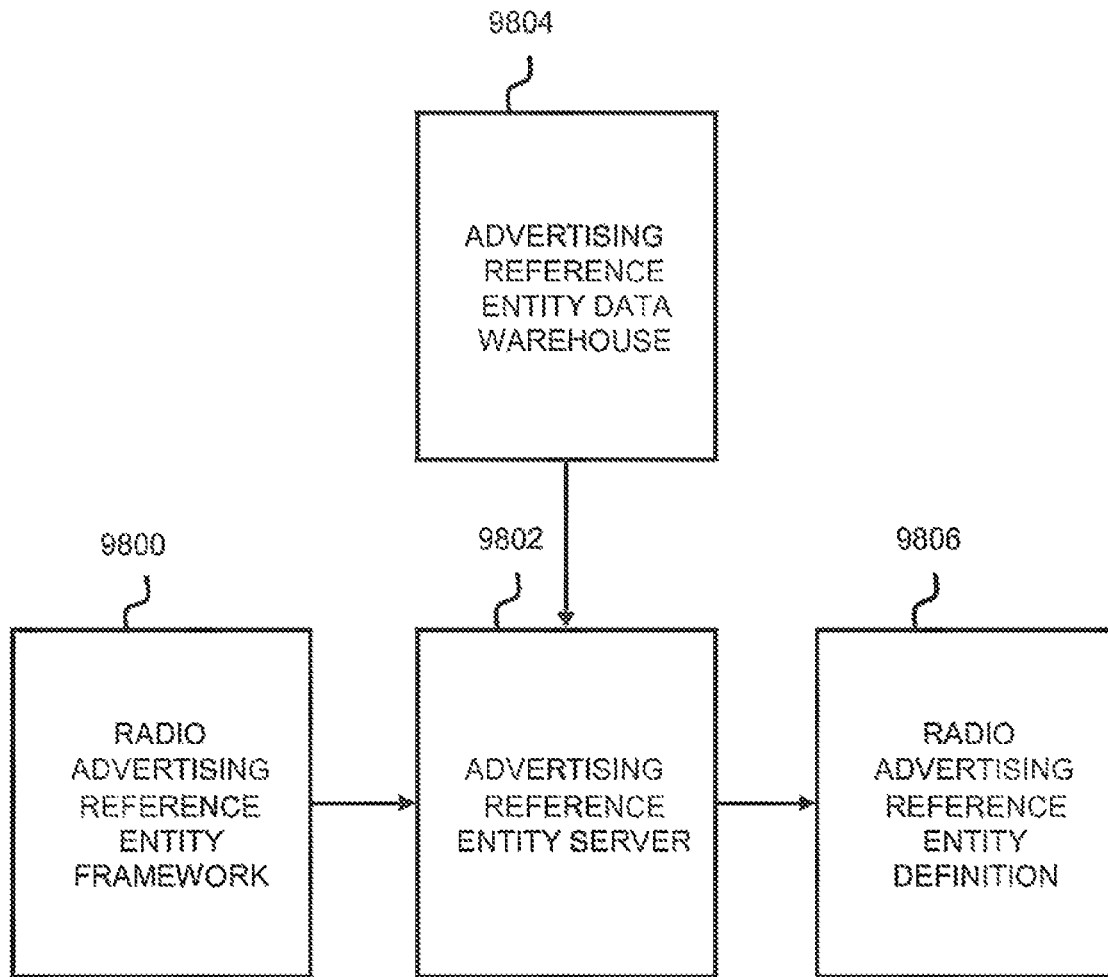 9804
ADVERTISING
REFERENCE
ENTITY DATA
WAREHOUSE
9800
RADIO
ADVERTISING
REFERENCE
ENTITY
FRAMEWORK
9802
ADVERTISING
REFERENCE
ENTITY SERVER
9806
RADIO
ADVERTISING
REFERENCE
ENTITY
DEFINITION